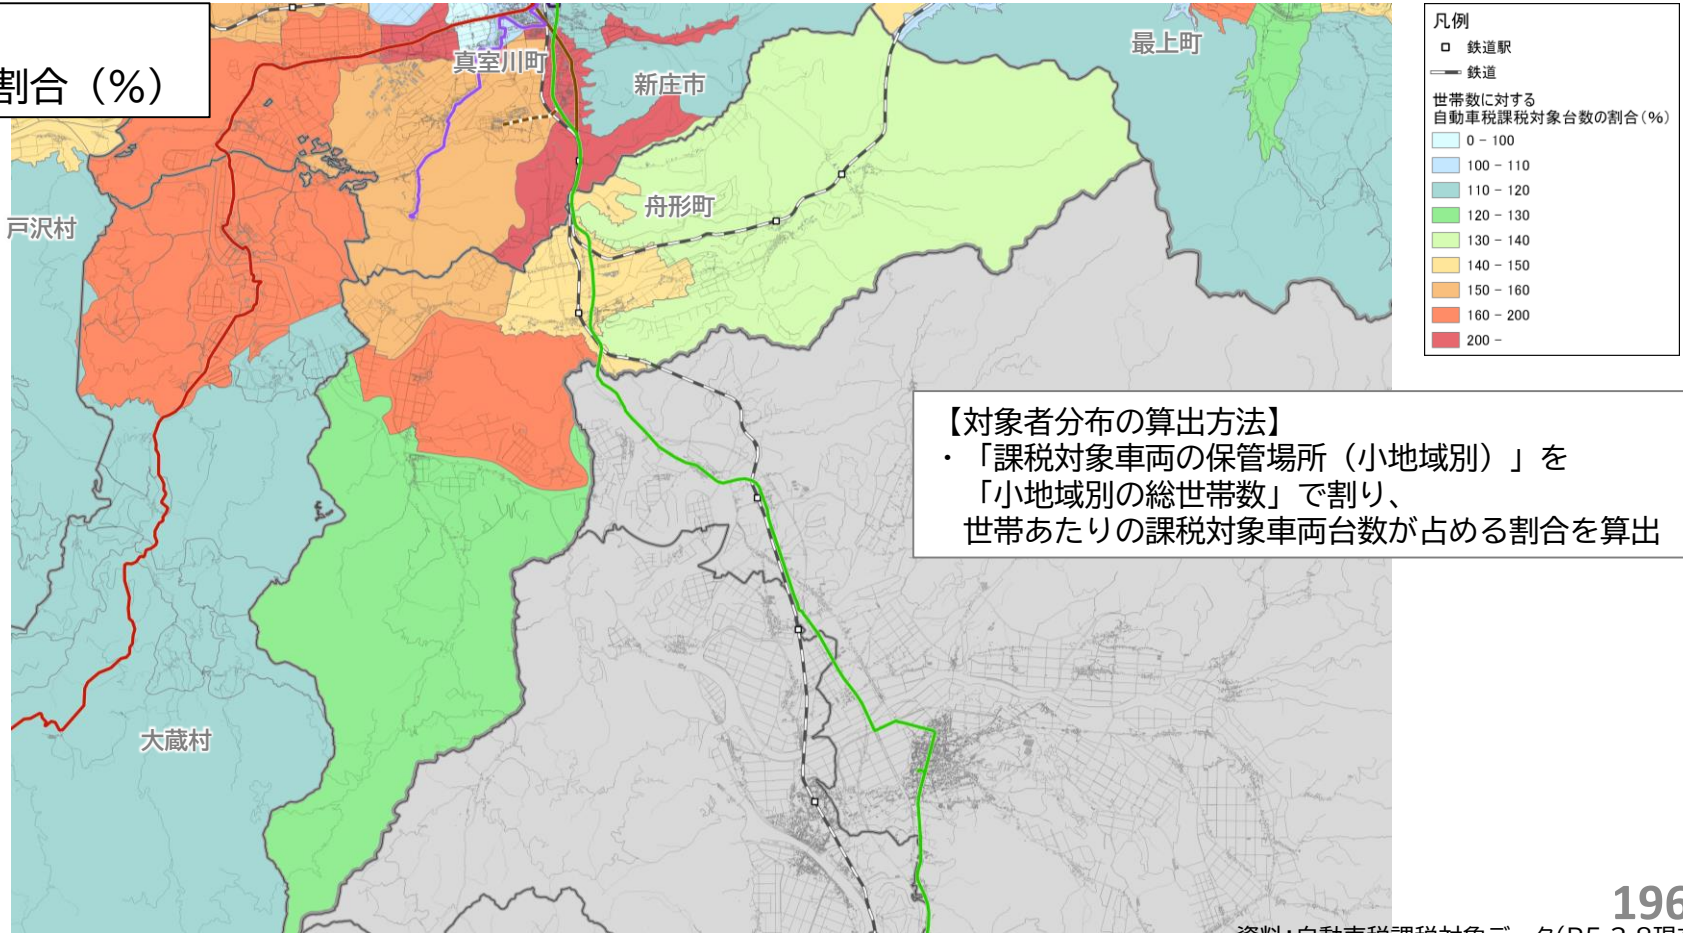 割合（%）
真室川町
新庄市
最上町
戸沢村
舟形町
大蔵村
凡例
鉄道駅
鉄道
世帯数に対する
自動車税課税対象台数の割合(%)
0 - 100
100 - 110
110 - 120
120 - 130
130 - 140
140 - 150
150 - 160
160 - 200
200 -
【対象者分布の算出方法】
・「課税対象車両の保管場所（小地域別）」を
「小地域別の総世帯数」で割り、
世帯あたりの課税対象車両台数が占める割合を算出
196